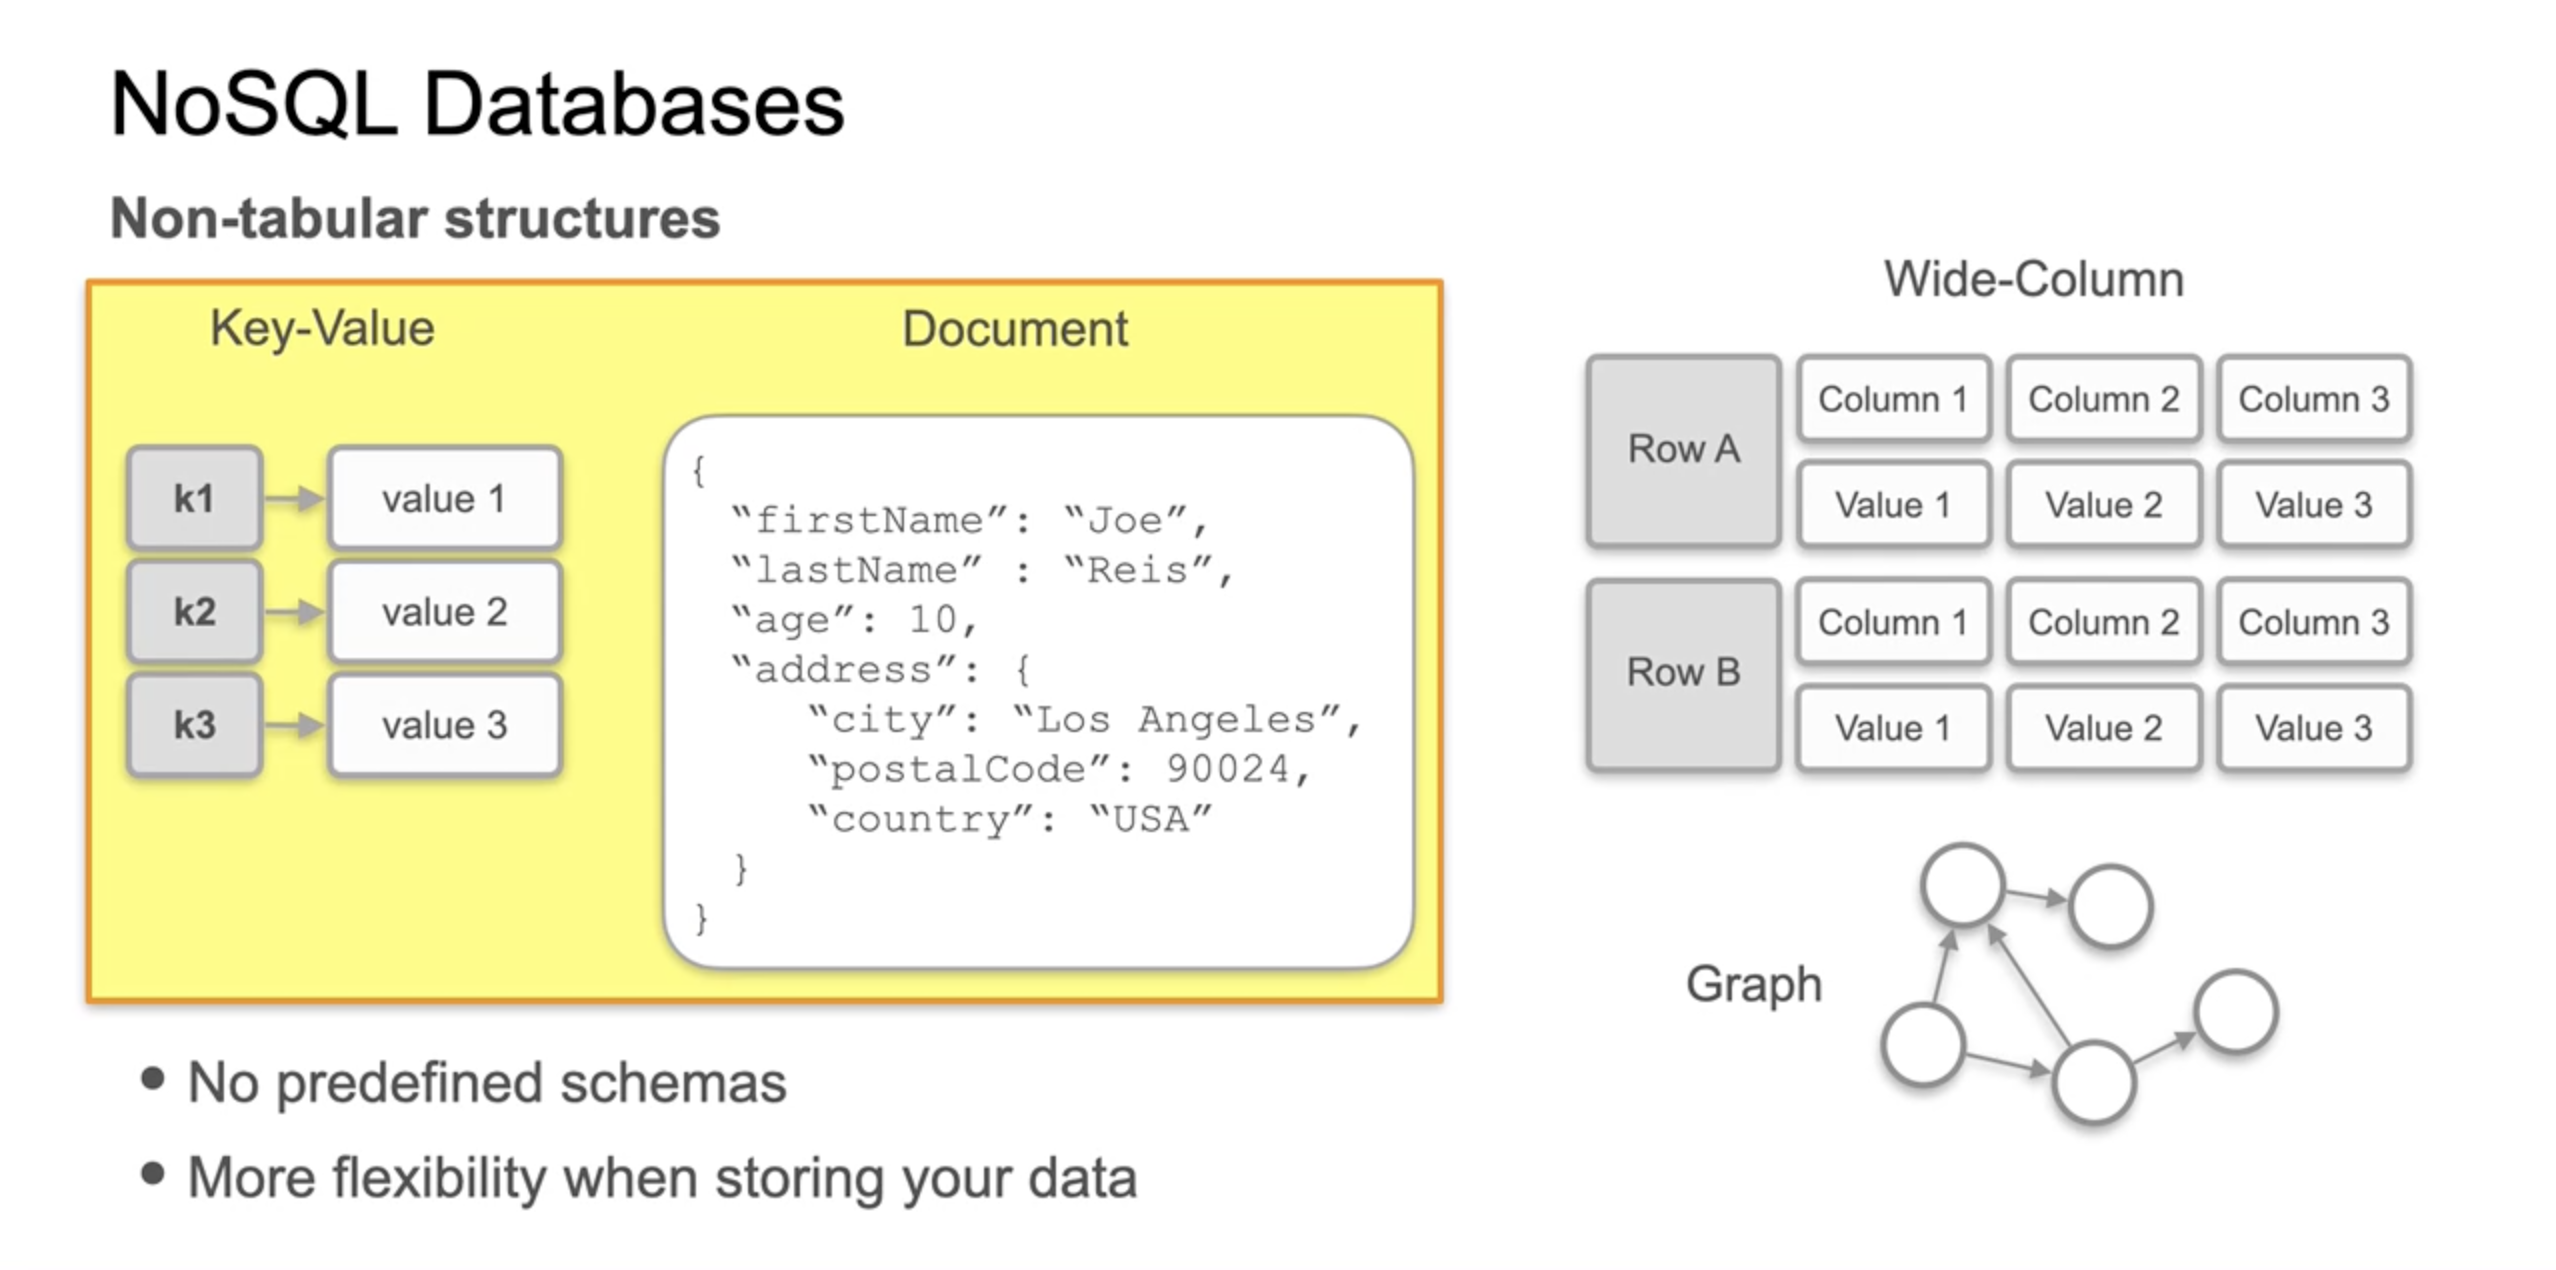 NoSQL Databases
Non-tabular structures
Key-Value
k1 value 1
k2 value 2
k3 value 3
Document
{
“firstName”: “Joe”,
“lastName” : “Reis”,
“age”: 10,
“address”: {
“city”: “Los Angeles”,
“postalCode”: 90024,
“country”: “USA”
}
}
Wide-Column
Row A
Column 1 Column 2 Column 3
Value 1 Value 2 Value 3
Row B
Column 1 Column 2 Column 3
Value 1 Value 2 Value 3
Graph
• No predefined schemas
• More flexibility when storing your data